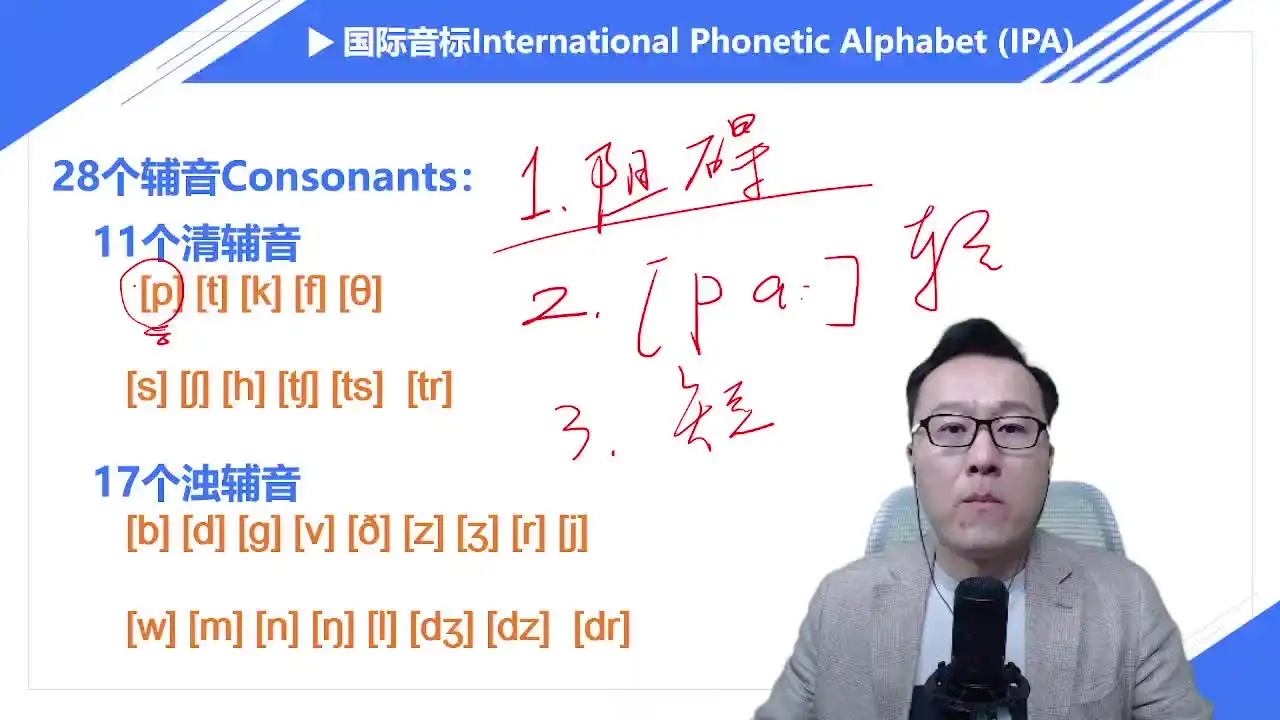 ▶ 国际音标International Phonetic Alphabet (IPA)
28个辅音Consonants:
11个清辅音
[p] [t] [k] [f] [θ]
[s] [ʃ] [h] [tʃ] [ts] [tr]
17个浊辅音
[b] [d] [g] [v] [ð] [z] [ʒ] [r] [j]
[w] [m] [n] [ŋ] [l] [dʒ] [dz] [dr]
1. 阻碍
2. [pa:] 轻
3. 短